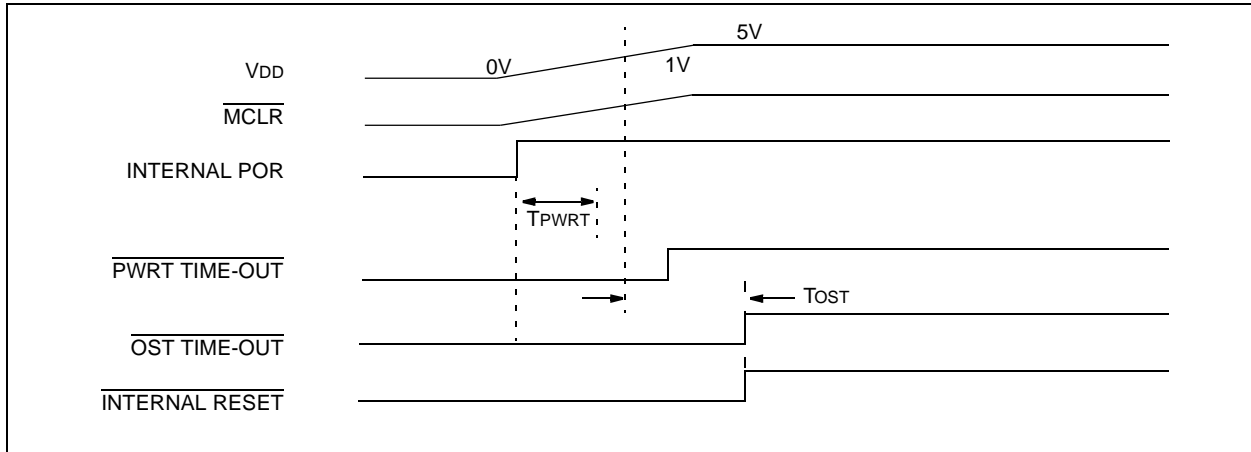 5V
VDD 0V 1V
MCLR
INTERNAL POR
TPWRT
PWRT TIME-OUT
TOST
OST TIME-OUT
INTERNAL RESET